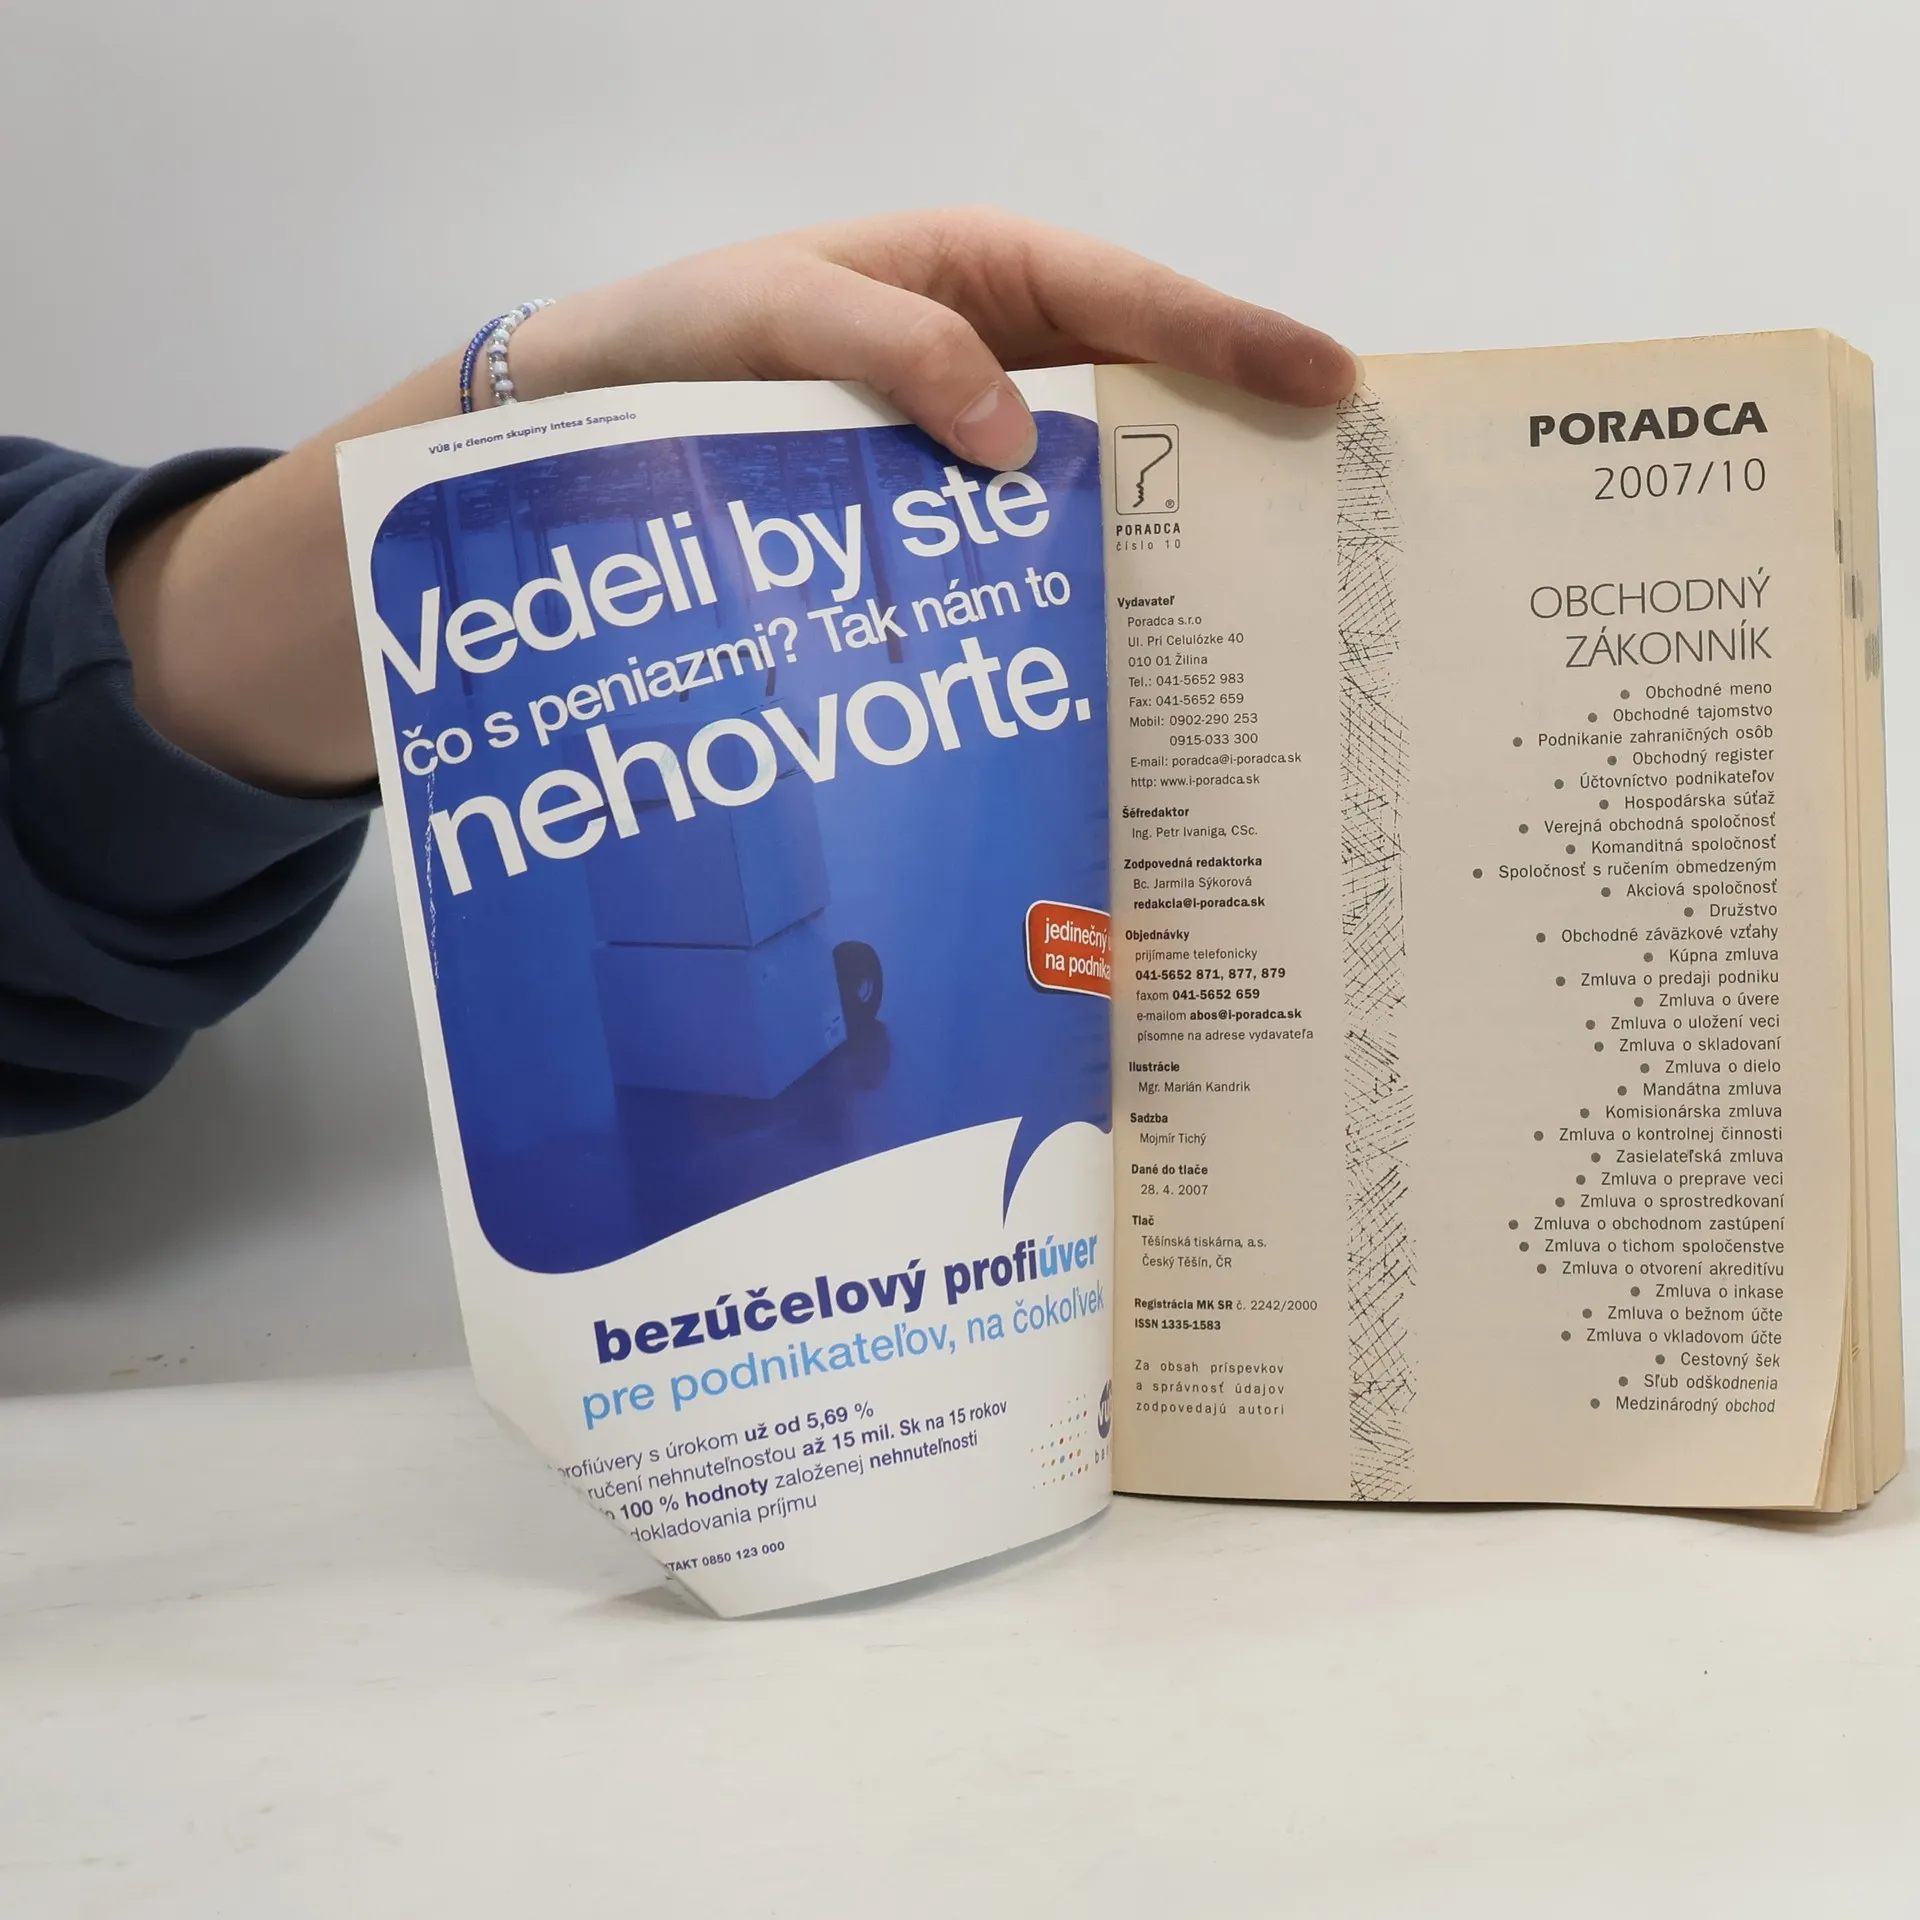 VÚB je členom skupiny Intesa Sanpaolo
Vedeli by ste
čo s peniazmi? Tak nám to
nehovorte.
jedinečný
na podnika
bezúčelový profiúver
pre podnikateľov, na čokoľvek
profiúvery s úrokom už od 5,69 %
ručení nehnuteľnosťou až 15 mil. Sk na 15 rokov
100 % hodnoty založenej nehnuteľnosti
dokladovania príjmu
TAKT 0850 123 000
PORADCA
číslo 10
Vydavateľ
Poradca s.r.o
Ul. Pri Celulózke 40
010 01 Žilina
Tel.: 041-5652 983
Fax: 041-5652 659
Mobil: 0902-290 253
0915-033 300
E-mail: poradca@i-poradca.sk
http: www.i-poradca.sk
Šéfredaktor
Ing. Petr Ivaniga, CSc.
Zodpovedná redaktorka
Bc. Jarmila Sýkorová
redakcia@i-poradca.sk
Objednávky
prijímame telefonicky
041-5652 871, 877, 879
faxom 041-5652 659
e-mailom abos@i-poradca.sk
písomne na adrese vydavateľa
Ilustrácie
Mgr. Marián Kandrik
Sadzba
Mojmír Tichý
Dané do tlače
28. 4. 2007
Tlač
Těšínská tiskárna, a.s.
Český Těšín, ČR
Registrácia MK SR č. 2242/2000
ISSN 1335-1583
Za obsah príspevkov
a správnosť údajov
zodpovedajú autori
PORADCA
2007/10
OBCHODNÝ
ZÁKONNÍK
● Obchodné meno
● Obchodné tajomstvo
● Podnikanie zahraničných osôb
● Obchodný register
● Účtovníctvo podnikateľov
● Hospodárska súťaž
● Verejná obchodná spoločnosť
● Komanditná spoločnosť
● Spoločnosť s ručením obmedzeným
● Akciová spoločnosť
● Družstvo
● Obchodné záväzkové vzťahy
● Kúpna zmluva
● Zmluva o predaji podniku
● Zmluva o úvere
● Zmluva o uložení veci
● Zmluva o skladovaní
● Zmluva o dielo
● Mandátna zmluva
● Komisionárska zmluva
● Zmluva o kontrolnej činnosti
● Zasielateľská zmluva
● Zmluva o preprave veci
● Zmluva o sprostredkovaní
● Zmluva o obchodnom zastúpení
● Zmluva o tichom spoločenstve
● Zmluva o otvorení akreditívu
● Zmluva o inkase
● Zmluva o bežnom účte
● Zmluva o vkladovom účte
● Cestovný šek
● Sľub odškodnenia
● Medzinárodný obchod